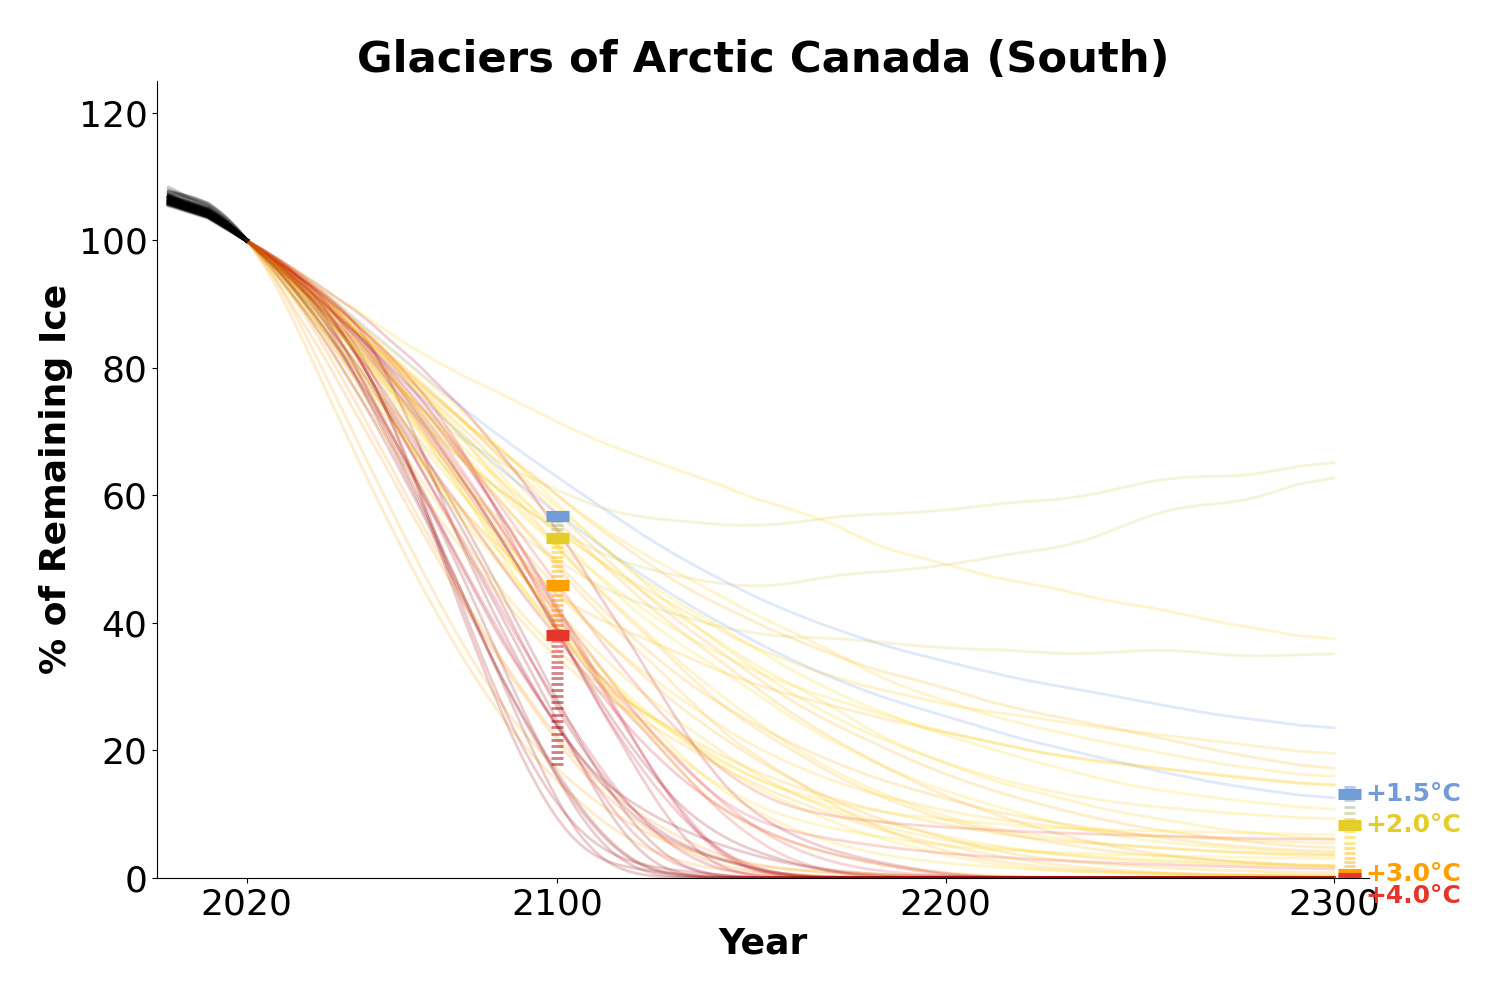 Glaciers of Arctic Canada (South)
120
100
80
60
40
20
0
% of Remaining Ice
+1.5°C
+2.0°C
+3.0°C
+4.0°C
2020
2100
2200
2300
Year